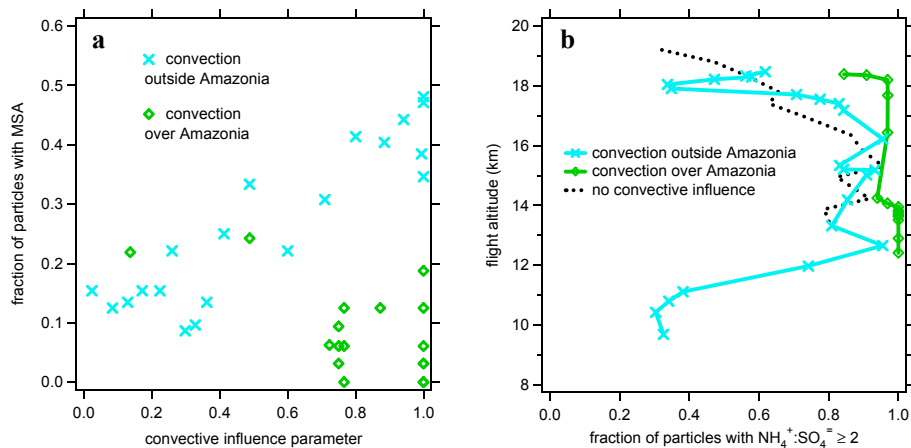 a
convection
outside Amazonia
convection
over Amazonia
0.6
0.5
0.4
0.3
0.2
0.1
0.0
fraction of particles with MSA
0.0 0.2 0.4 0.6 0.8 1.0
convective influence parameter
b
convection outside Amazonia
convection over Amazonia
no convective influence
20
18
16
14
12
10
8
flight altitude (km)
0.0 0.2 0.4 0.6 0.8 1.0
fraction of particles with NH₄⁺:SO₄⁼ ≥ 2